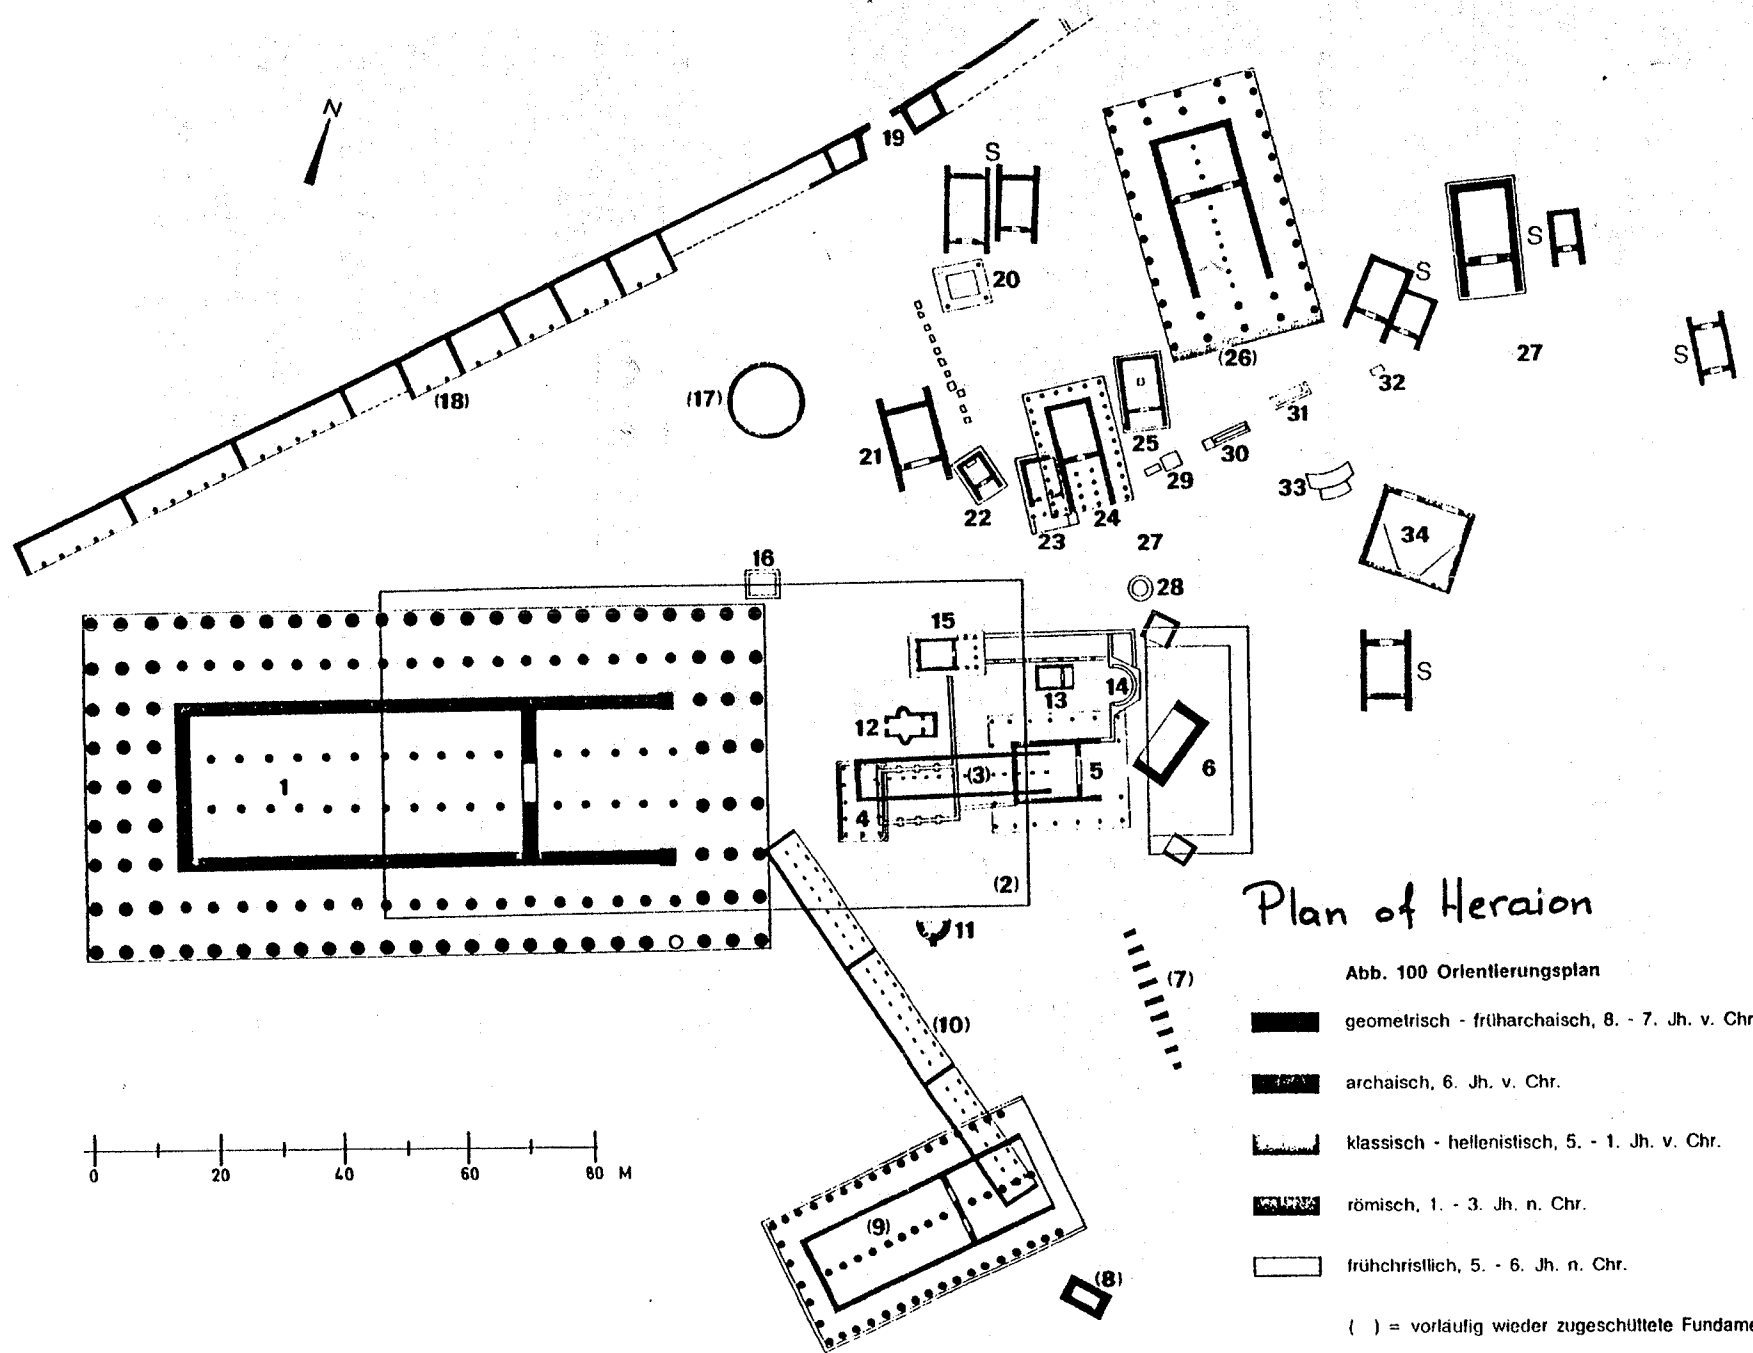 N
19
S
20
(26)
S
S
27
S
32
31
30
(17)
(18)
25
21
29
33
22
24
23
27
34
16
28
15
S
13
14
12
1
(3)
5
6
4
(2)
11
(7)
(10)
(9)
(8)
0 20 40 60 80 M
Plan of Heraion
Abb. 100 Orientierungsplan
geometrisch - früharchaisch, 8. - 7. Jh. v. Chr
archaisch, 6. Jh. v. Chr.
klassisch - hellenistisch, 5. - 1. Jh. v. Chr.
römisch, 1. - 3. Jh. n. Chr.
frühchristlich, 5. - 6. Jh. n. Chr.
( ) = vorläufig wieder zugeschüttete Fundame